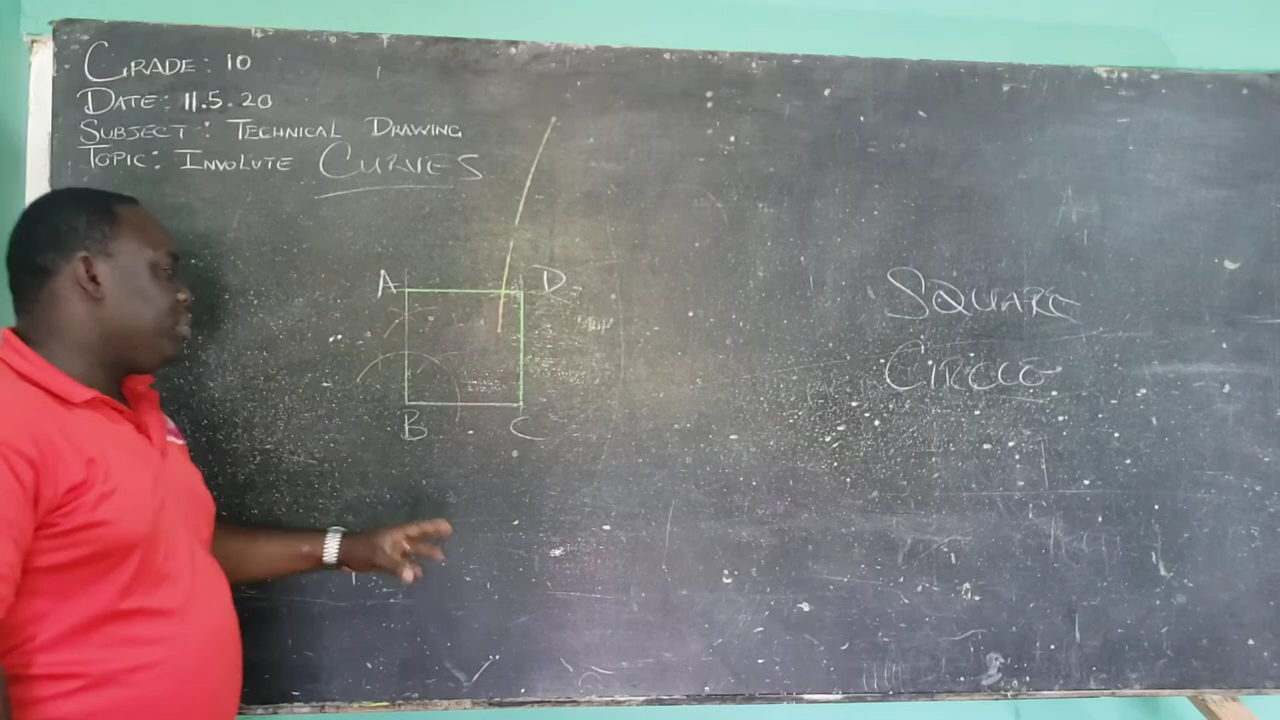 GRADE: 10
DATE: 11.5.20
SUBJECT: TECHNICAL DRAWING
TOPIC: INVOLUTE CURVES
A D
B C
SQUARE
CIRCLE